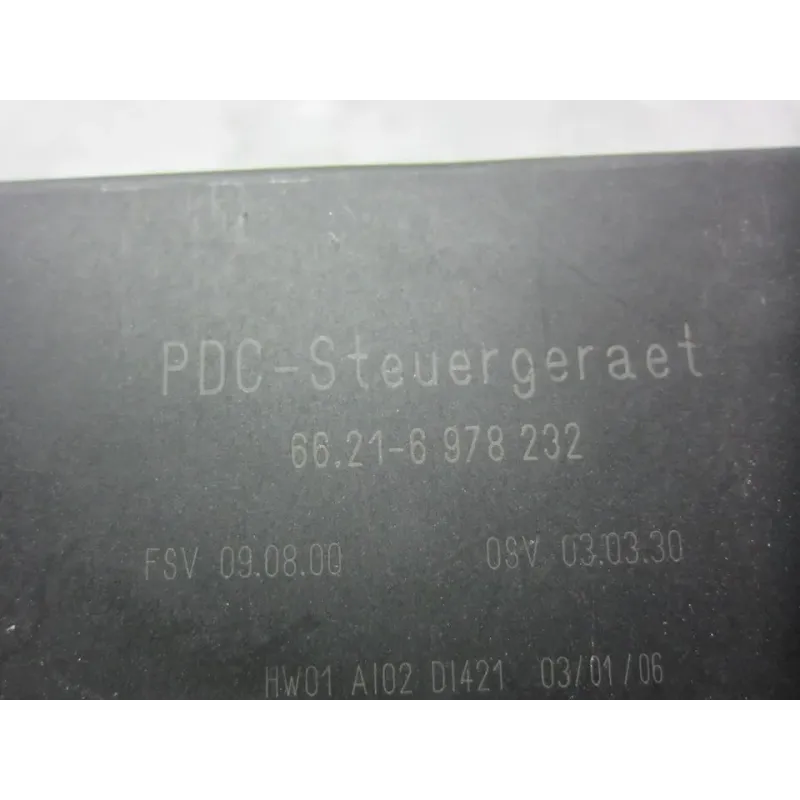 PDC-Steuergeraet
66.21-6 978 232
FSV 09.08.00 OSV 03.03.30
HW01 AI02 DI421 03/01/06